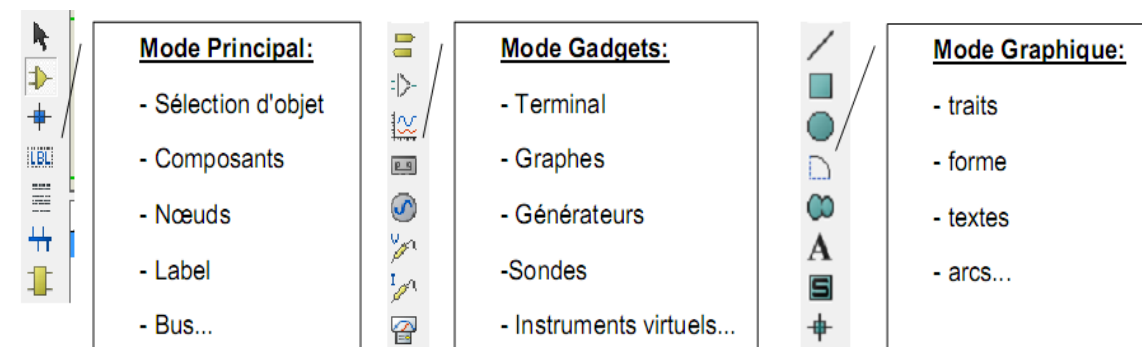 Mode Principal:
- Sélection d'objet
- Composants
- Nœuds
- Label
- Bus...
LBL
Mode Gadgets:
- Terminal
- Graphes
- Générateurs
-Sondes
- Instruments virtuels...
V
I
Mode Graphique:
- traits
- forme
- textes
- arcs...
A
S